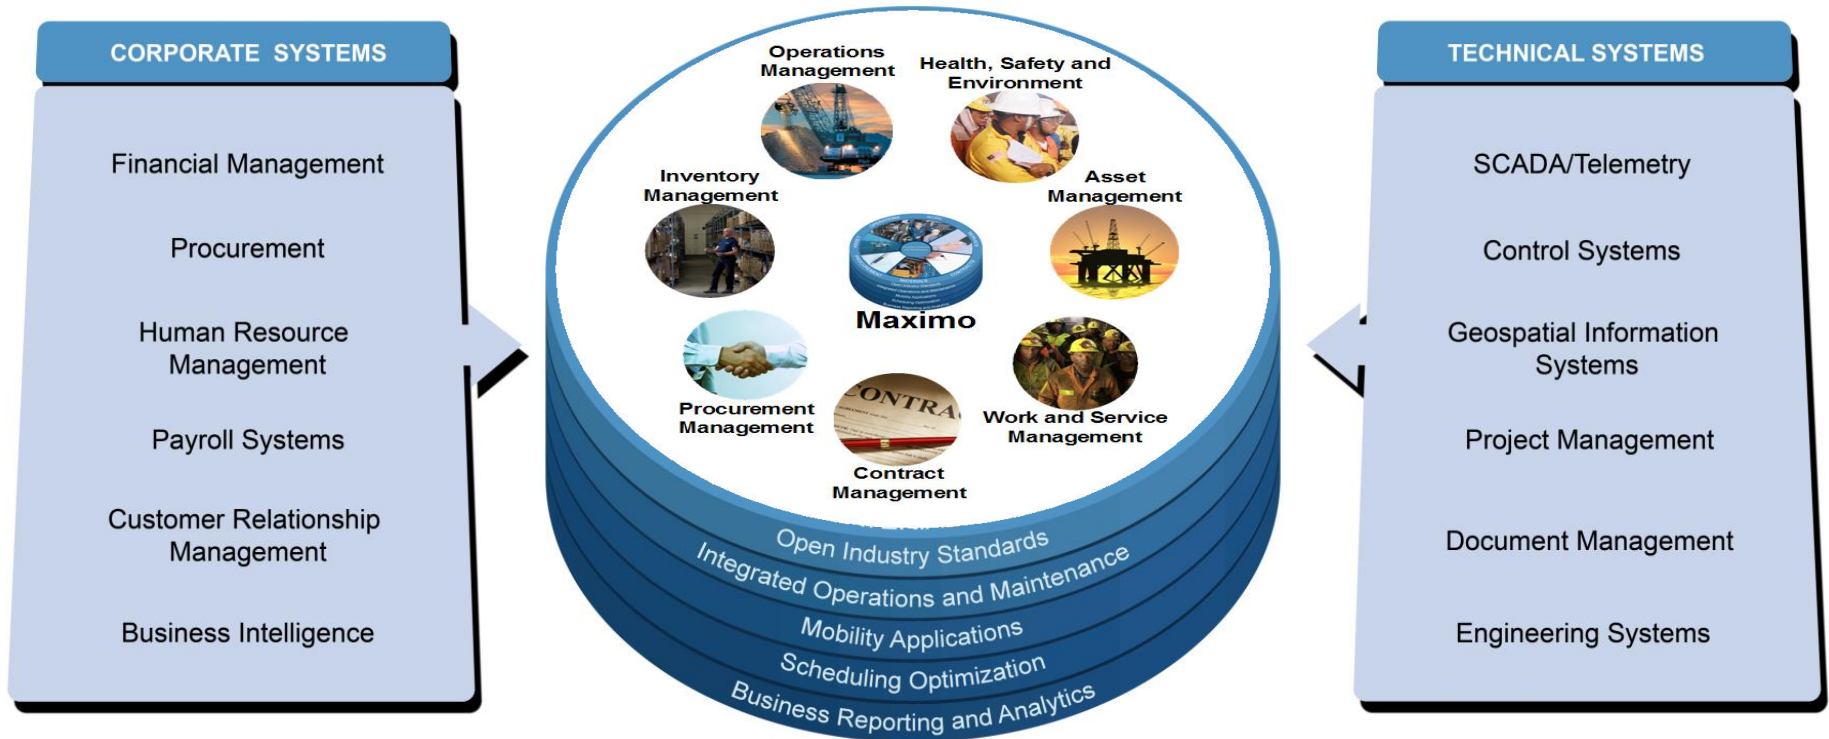 CORPORATE SYSTEMS
Financial Management
Procurement
Human Resource
Management
Payroll Systems
Customer Relationship
Management
Business Intelligence
Operations
Management
Health, Safety and
Environment
Inventory
Management
Asset
Management
Maximo
Procurement
Management
CONTRA
Work and Service
Management
Contract
Management
Open Industry Standards
Integrated Operations and Maintenance
Mobility Applications
Scheduling Optimization
Business Reporting and Analytics
TECHNICAL SYSTEMS
SCADA/Telemetry
Control Systems
Geospatial Information
Systems
Project Management
Document Management
Engineering Systems